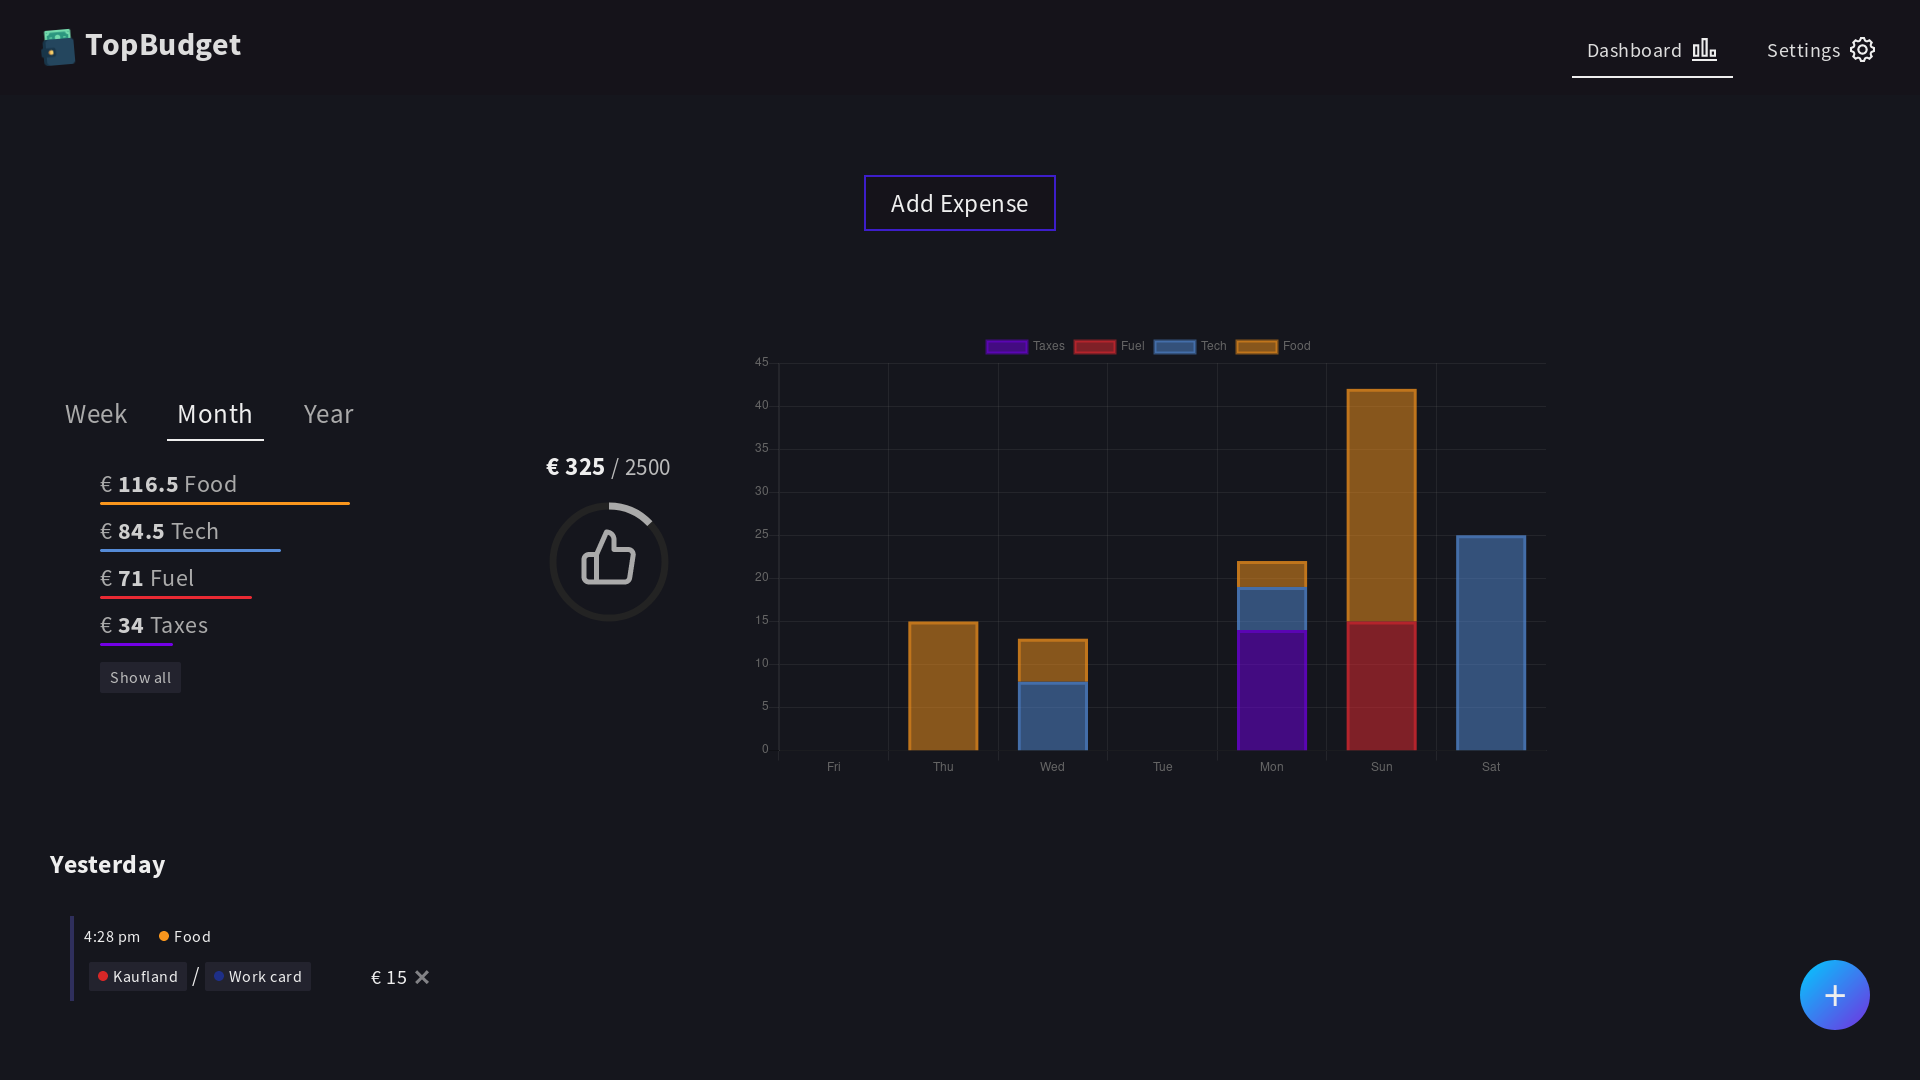 TopBudget
Dashboard
Settings
Add Expense
Week
Month
Year
€ 116.5 Food
€ 84.5 Tech
€ 71 Fuel
€ 34 Taxes
Show all
€ 325 / 2500
Taxes Fuel Tech Food
45
40
35
30
25
20
15
10
5
0
Fri Thu Wed Tue Mon Sun Sat
Yesterday
4:28 pm Food
Kaufland / Work card € 15 ✕
+